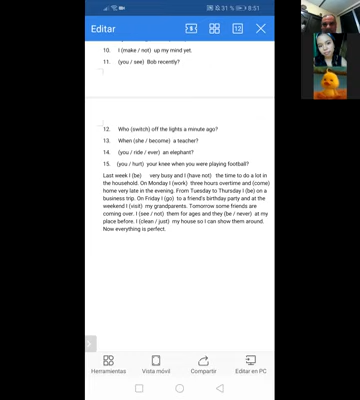 31 % 8:51
Editar
12
10. I (make / not) up my mind yet.
11. (you / see) Bob recently?
12. Who (switch) off the lights a minute ago?
13. When (she / become) a teacher?
14. (you / ride / ever) an elephant?
15. (you / hurt) your knee when you were playing football?
Last week I (be) very busy and I (have not) the time to do a lot in
the household. On Monday I (work) three hours overtime and (come)
home very late in the evening. From Tuesday to Thursday I (be) on a
business trip. On Friday I (go) to a friend's birthday party and at the
weekend I (visit) my grandparents. Tomorrow some friends are
coming over. I (see / not) them for ages and they (be / never) at my
place before. I (clean / just) my house so I can show them around.
Now everything is perfect.
Herramientas Vista móvil Compartir Editar en PC